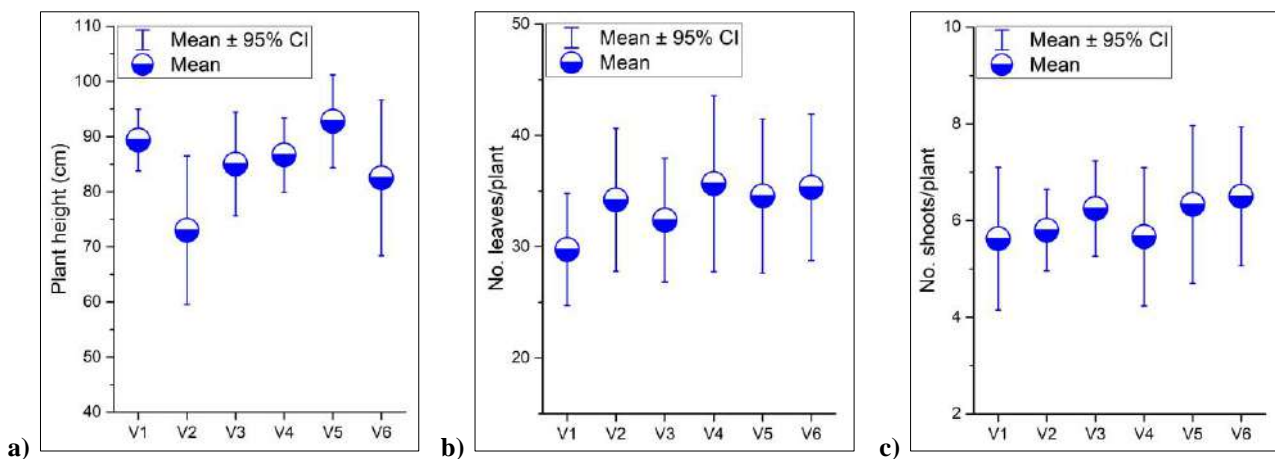 a)
Plant height (cm)
110
100
90
80
70
60
50
40
Mean ± 95% CI
Mean
V1 V2 V3 V4 V5 V6
b)
No. leaves/plant
50
40
30
20
Mean ± 95% CI
Mean
V1 V2 V3 V4 V5 V6
c)
No. shoots/plant
10
8
6
4
2
Mean ± 95% CI
Mean
V1 V2 V3 V4 V5 V6